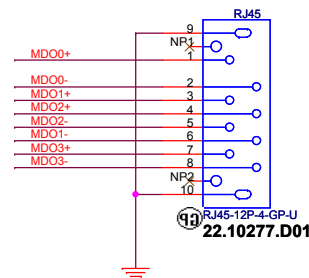 RJ45
9
NP1
MDO0+ 1
MDO0- 2
MDO1+ 3
MDO2+ 4
MDO2- 5
MDO1- 6
MDO3+ 7
MDO3- 8
NP2
10
GP RJ45-12P-4-GP-U
22.10277.D01